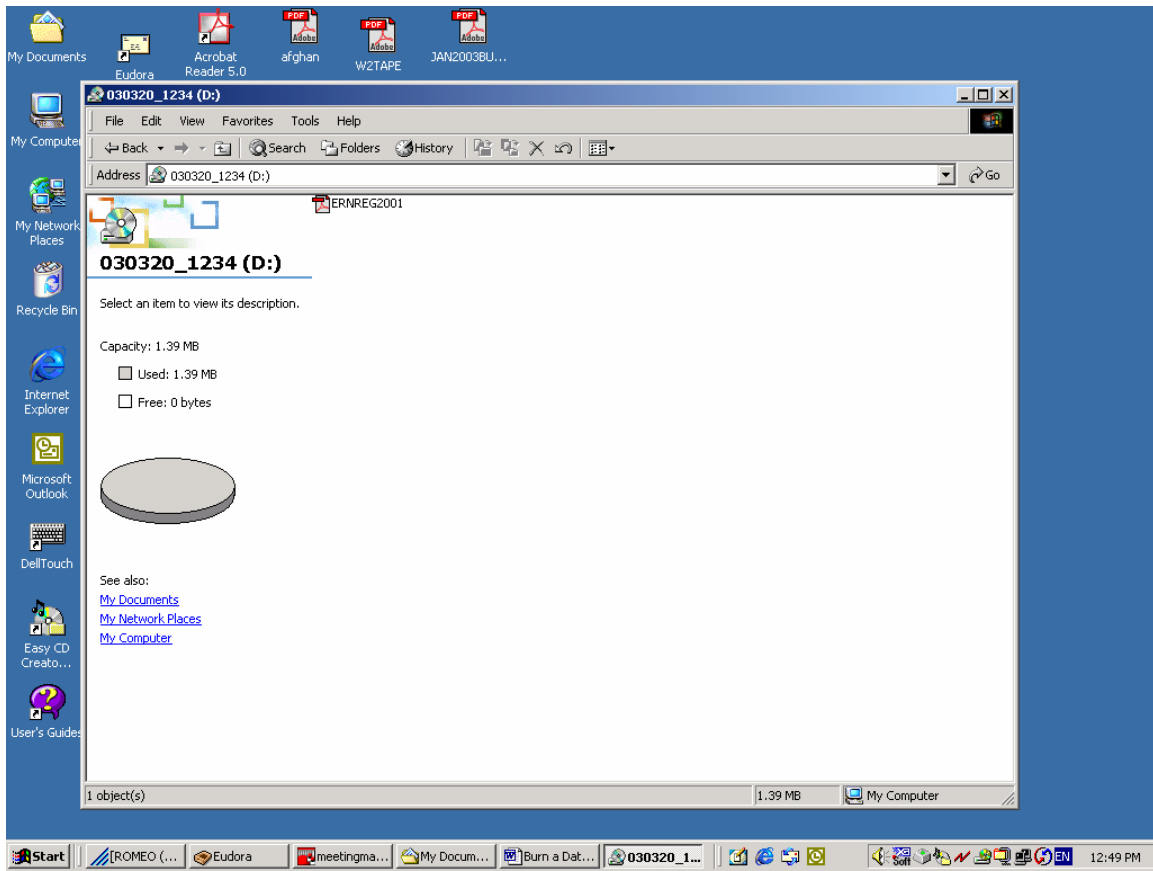 My Documents
Eudora
Acrobat
Reader 5.0
afghan
W2TAPE
JAN2003BU...
My Computer
My Network
Places
Recycle Bin
Internet
Explorer
Microsoft
Outlook
DellTouch
Easy CD
Creato...
User's Guides
030320_1234 (D:)
File Edit View Favorites Tools Help
Back Search Folders History
Address 030320_1234 (D:) Go
ERNREG2001
030320_1234 (D:)
Select an item to view its description.
Capacity: 1.39 MB
Used: 1.39 MB
Free: 0 bytes
See also:
My Documents
My Network Places
My Computer
1 object(s) 1.39 MB My Computer
Start [ROMEO (... Eudora meetingma... My Docum... Burn a Dat... 030320_1... EN 12:49 PM